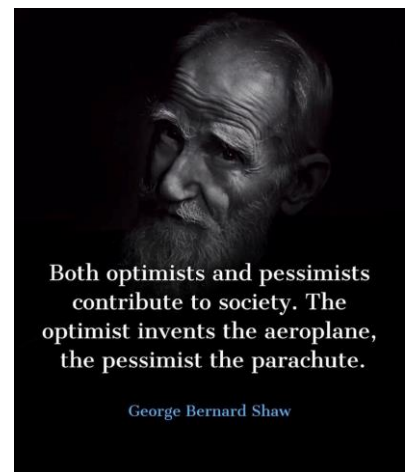 Both optimists and pessimists
contribute to society. The
optimist invents the aeroplane,
the pessimist the parachute.
George Bernard Shaw